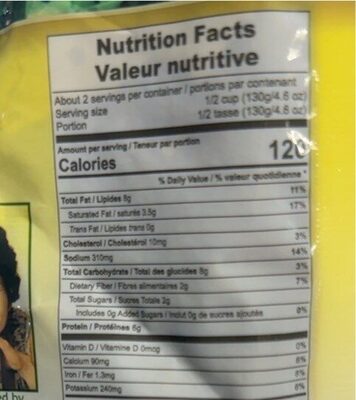 Nutrition Facts
Valeur nutritive
About 2 servings per container / portions par contenant
Serving size 1/2 cup (130g/4.6 oz)
Portion 1/2 tasse (130g/4.6 oz)
Amount per serving / Teneur par portion
Calories 120
% Daily Value / % valeur quotidienne *
Total Fat / Lipides 8g 11%
Saturated Fat / saturés 3.5g 17%
Trans Fat / Lipides trans 0g
Cholesterol / Cholestérol 10mg 3%
Sodium 310mg 14%
Total Carbohydrate / Total des glucides 8g 3%
Dietary Fiber / Fibres alimentaires 2g 7%
Total Sugars / Sucres Totales 2g
Includes 0g Added Sugars / Inclut 0g de sucres ajoutés 0%
Protein / Protéines 6g
Vitamin D / Vitamine D 0mcg 0%
Calcium 90mg 6%
Iron / Fer 1.3mg 6%
Potassium 240mg 6%
ed by